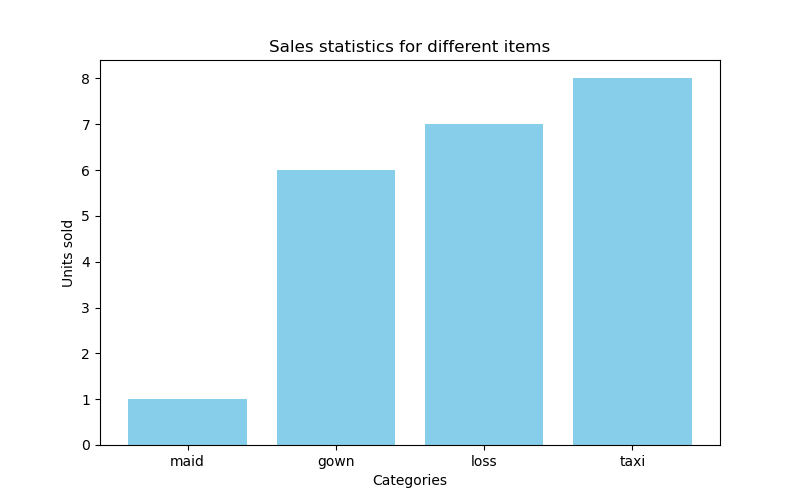 Sales statistics for different items
Units sold
8
7
6
5
4
3
2
1
0
maid gown loss taxi
Categories